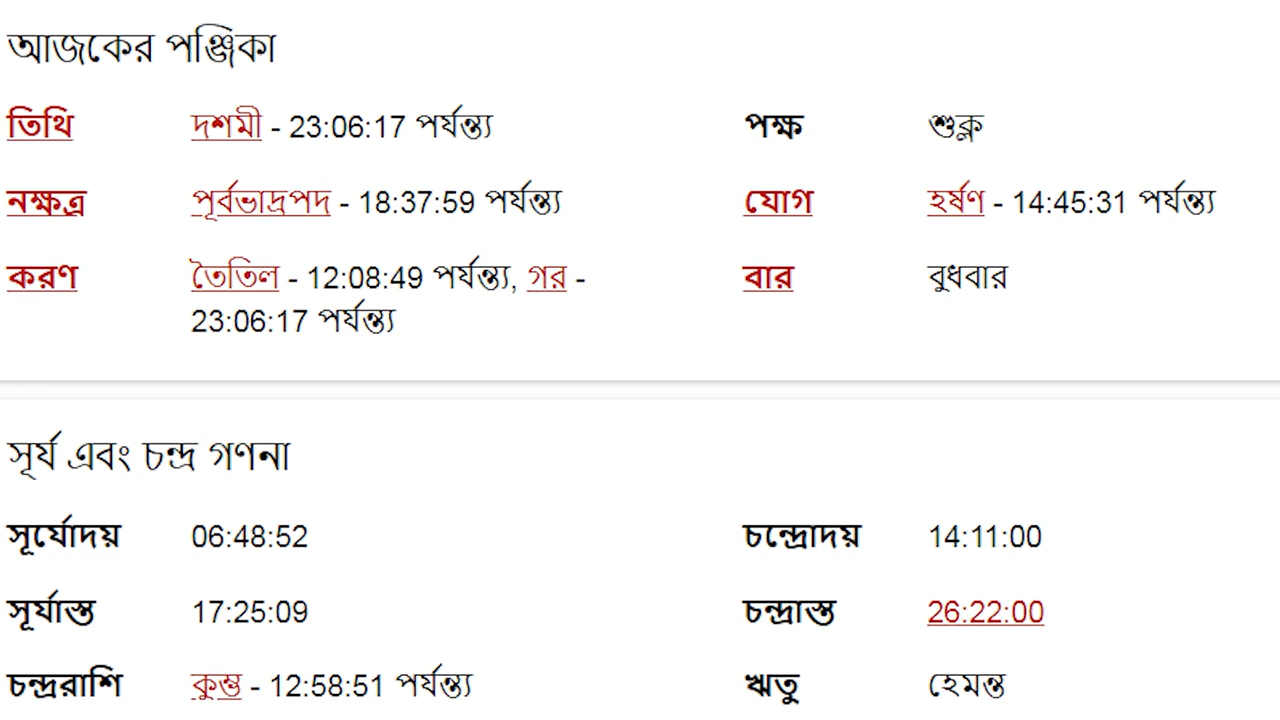 আজকের পঞ্জিকা
তিথি দশমী - 23:06:17 পর্যন্ত্য পক্ষ শুক্ল
নক্ষত্র পূর্বভাদ্রপদ - 18:37:59 পর্যন্ত্য যোগ হর্ষণ - 14:45:31 পর্যন্ত্য
করণ তৈতিল - 12:08:49 পর্যন্ত্য, গর - বার বুধবার
23:06:17 পর্যন্ত্য
সূর্য এবং চন্দ্র গণনা
সূর্যোদয় 06:48:52 চন্দ্রোদয় 14:11:00
সূর্যাস্ত 17:25:09 চন্দ্রাস্ত 26:22:00
চন্দ্ররাশি কুম্ভ - 12:58:51 পর্যন্ত্য ঋতু হেমন্ত